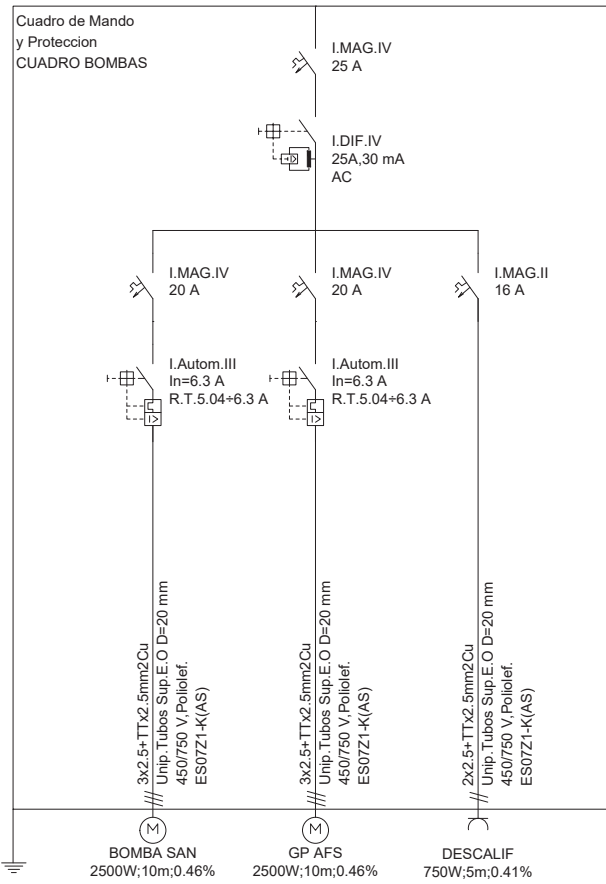 Cuadro de Mando
y Proteccion
CUADRO BOMBAS
I.MAG.IV
25 A
I.DIF.IV
25A,30 mA
AC
I.MAG.IV
20 A
I.MAG.IV
20 A
I.MAG.II
16 A
I.Autom.III
In=6.3 A
R.T.5.04÷6.3 A
I.Autom.III
In=6.3 A
R.T.5.04÷6.3 A
3x2.5+TTx2.5mm2Cu
Unip.Tubos Sup.E.O D=20 mm
450/750 V,Poliolef.
ES07Z1-K(AS)
3x2.5+TTx2.5mm2Cu
Unip.Tubos Sup.E.O D=20 mm
450/750 V,Poliolef.
ES07Z1-K(AS)
2x2.5+TTx2.5mm2Cu
Unip.Tubos Sup.E.O D=20 mm
450/750 V,Poliolef.
ES07Z1-K(AS)
M
M
BOMBA SAN
2500W;10m;0.46%
GP AFS
2500W;10m;0.46%
DESCALIF
750W;5m;0.41%